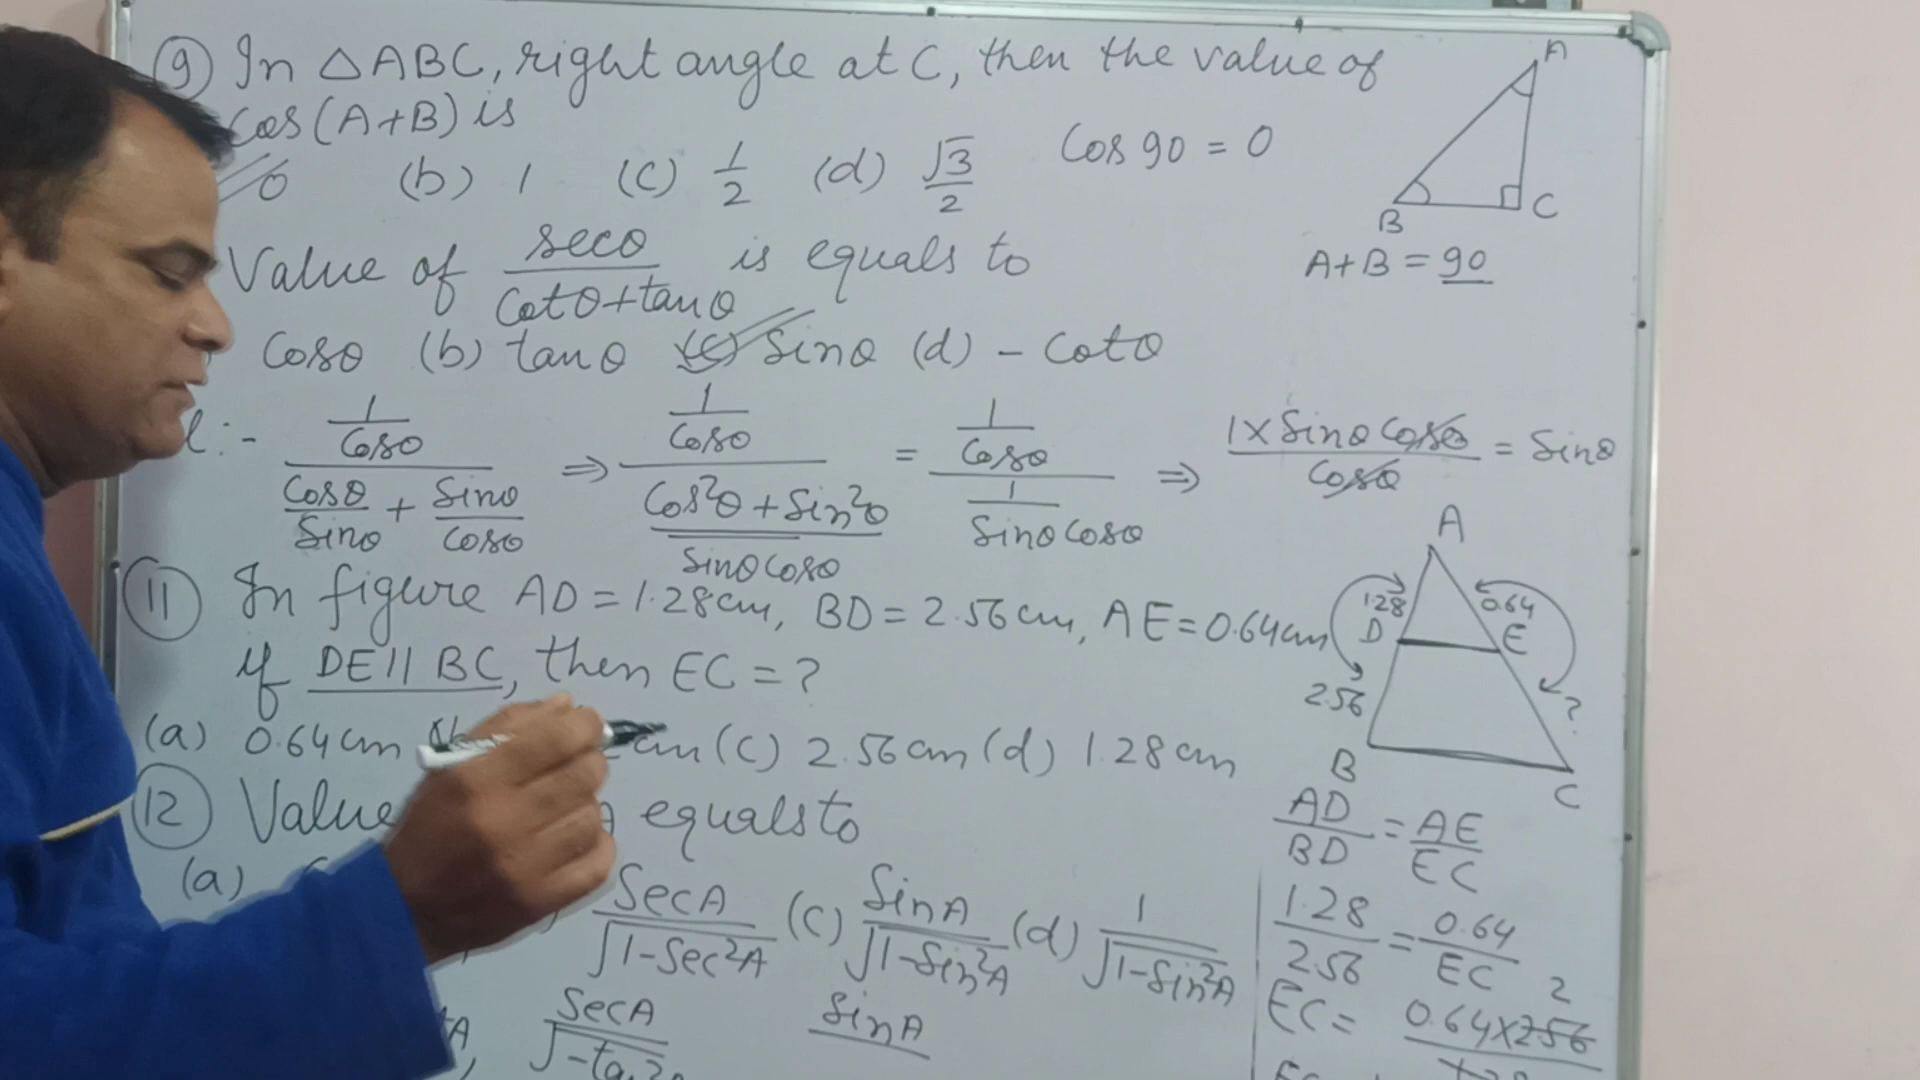 9 In △ABC, right angle at C, then the value of
Cos(A+B) is
0 (b) 1 (c) 1/2 (d) √3/2
Cos 90 = 0
A
B
C
A+B = 90
Value of secθ/(Cotθ+tanθ) is equals to
Cosθ (b) tanθ (c) Sinθ (d) - Cotθ
:- (1/Cosθ)/(Cosθ/Sinθ + Sinθ/Cosθ) ⇒ (1/Cosθ)/((Cos²θ+Sin²θ)/(SinθCosθ)) = (1/Cosθ)/(1/(SinθCosθ)) ⇒ (1×SinθCosθ)/Cosθ = Sinθ
11 In figure AD = 1.28cm, BD = 2.56cm, AE = 0.64cm
if DE || BC, then EC = ?
(a) 0.64cm cm (c) 2.56cm (d) 1.28cm
A
1.28 0.64
D E
2.56 ?
B C
AD/BD = AE/EC
1.28/2.56 = 0.64/EC
2
EC = 0.64×256
12 Value equals to
(a) SecA/√(1-Sec²A) (c) SinA/√(1-Sin²A) (d) 1/√(1-Sin²A)
A, SecA/√-ta SinA